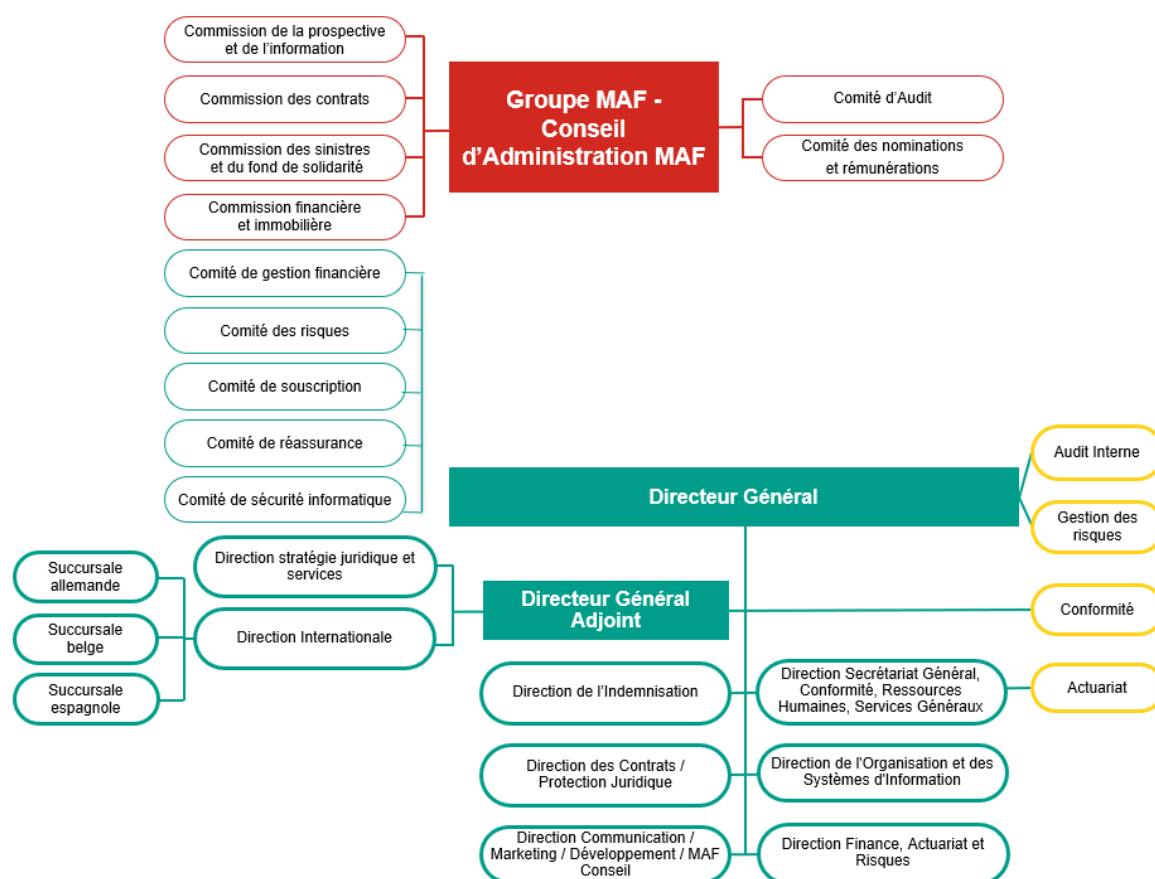 Commission de la prospective
et de l'information
Commission des contrats
Commission des sinistres
et du fond de solidarité
Commission financière
et immobilière
Groupe MAF -
Conseil
d'Administration MAF
Comité d'Audit
Comité des nominations
et rémunérations
Comité de gestion financière
Comité des risques
Comité de souscription
Comité de réassurance
Comité de sécurité informatique
Directeur Général
Audit Interne
Gestion des
risques
Direction stratégie juridique et
services
Direction Internationale
Succursale
allemande
Succursale
belge
Succursale
espagnole
Directeur Général
Adjoint
Conformité
Direction de l'Indemnisation
Direction Secrétariat Général,
Conformité, Ressources
Humaines, Services Généraux
Actuariat
Direction des Contrats /
Protection Juridique
Direction de l'Organisation et des
Systèmes d'Information
Direction Communication /
Marketing / Développement / MAF
Conseil
Direction Finance, Actuariat et
Risques